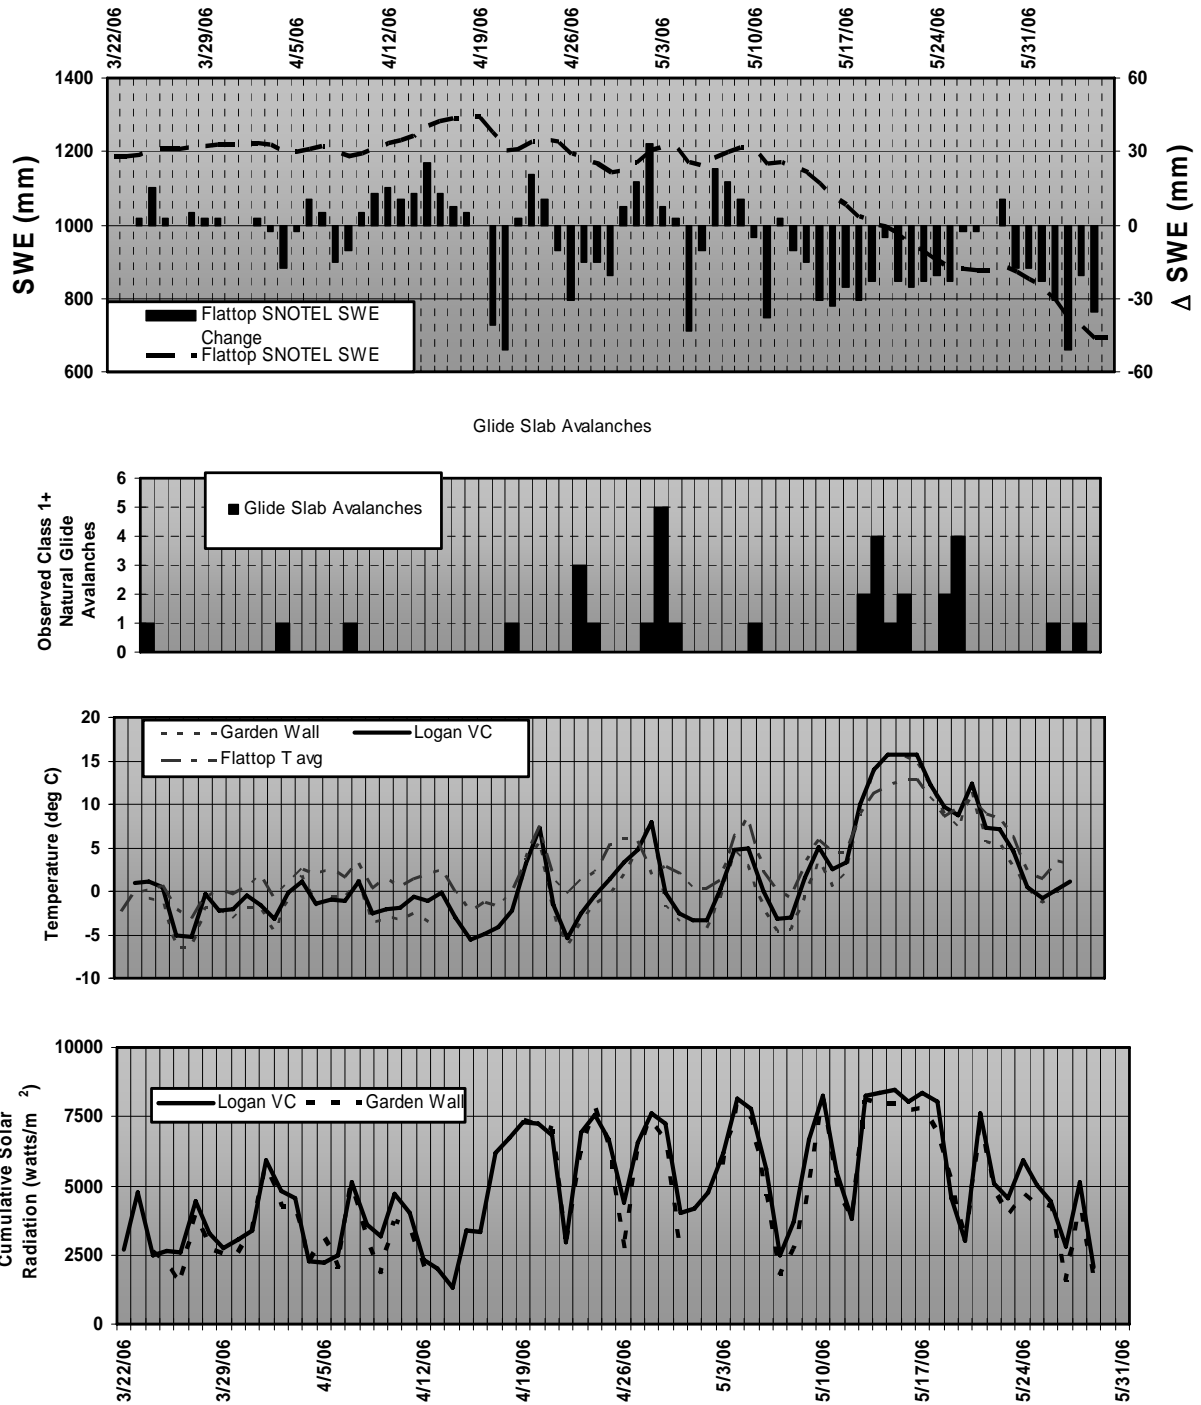 3/22/06 3/29/06 4/5/06 4/12/06 4/19/06 4/26/06 5/3/06 5/10/06 5/17/06 5/24/06 5/31/06
SWE (mm)
1400
1200
1000
800
600
60
30
0
-30
-60
Δ SWE (mm)
Flattop SNOTEL SWE
Change
Flattop SNOTEL SWE
Glide Slab Avalanches
Observed Class 1+
Natural Glide
Avalanches
6
5
4
3
2
1
0
Glide Slab Avalanches
Temperature (deg C)
20
15
10
5
0
-5
-10
Garden Wall Logan VC
Flattop T avg
Cumulative Solar
Radiation (watts/m 2)
10000
7500
5000
2500
0
Logan VC Garden Wall
3/22/06 3/29/06 4/5/06 4/12/06 4/19/06 4/26/06 5/3/06 5/10/06 5/17/06 5/24/06 5/31/06